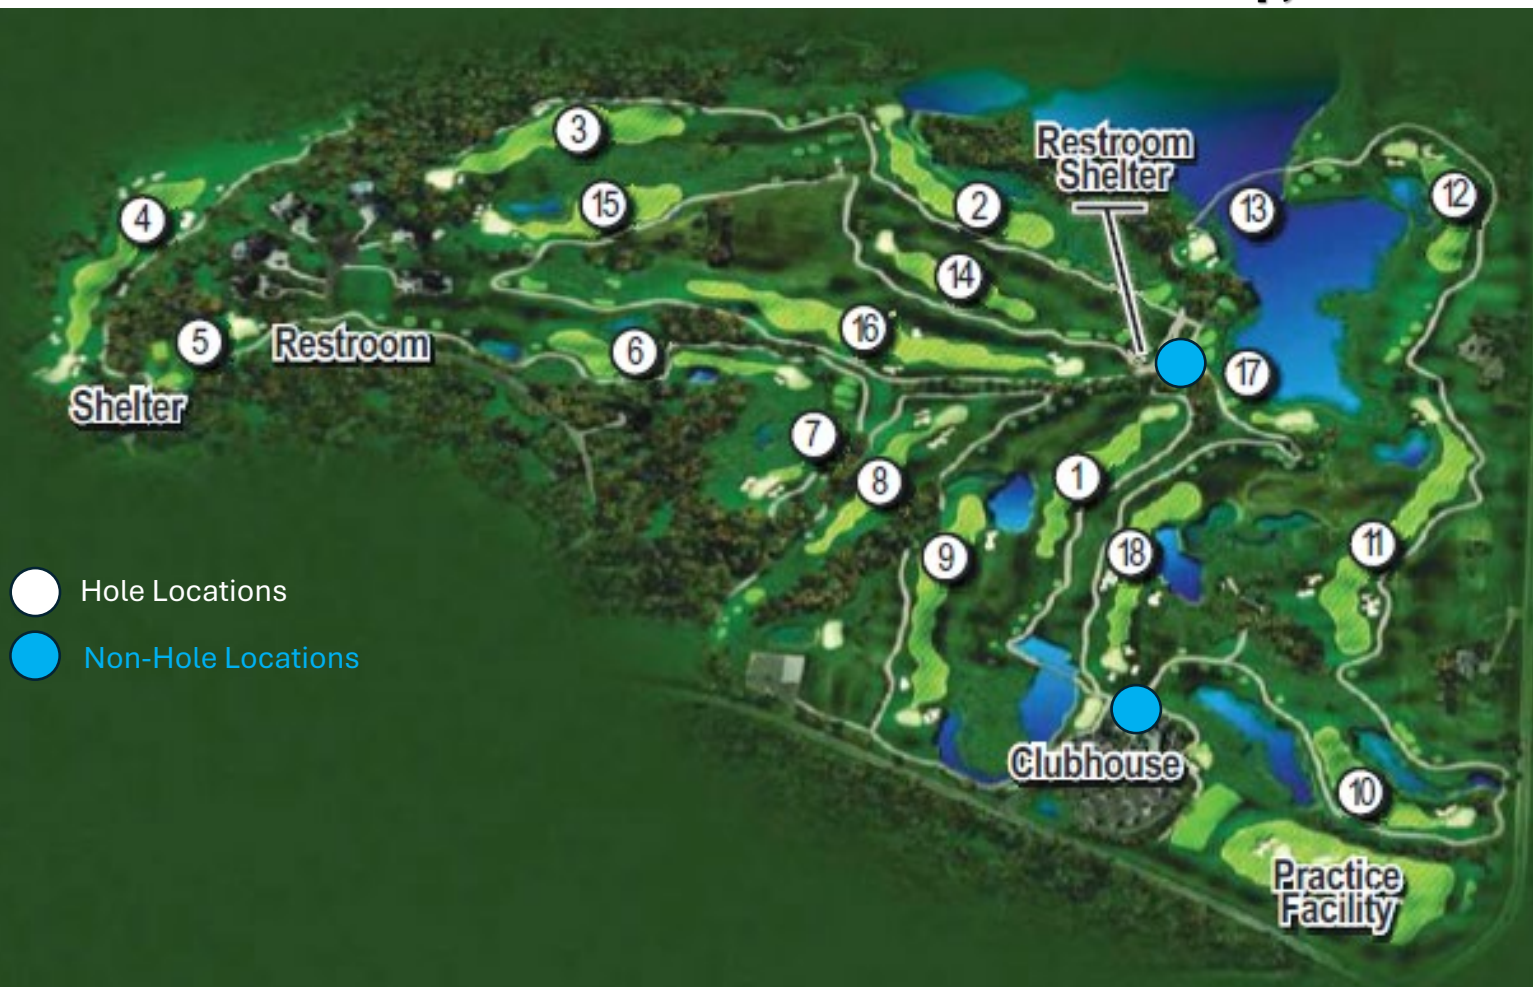 3
Restroom
Shelter
4
15
2
13
12
14
5
Restroom
16
6
17
Shelter
7
8
1
9
18
11
Hole Locations
Non-Hole Locations
Clubhouse
10
Practice
Facility